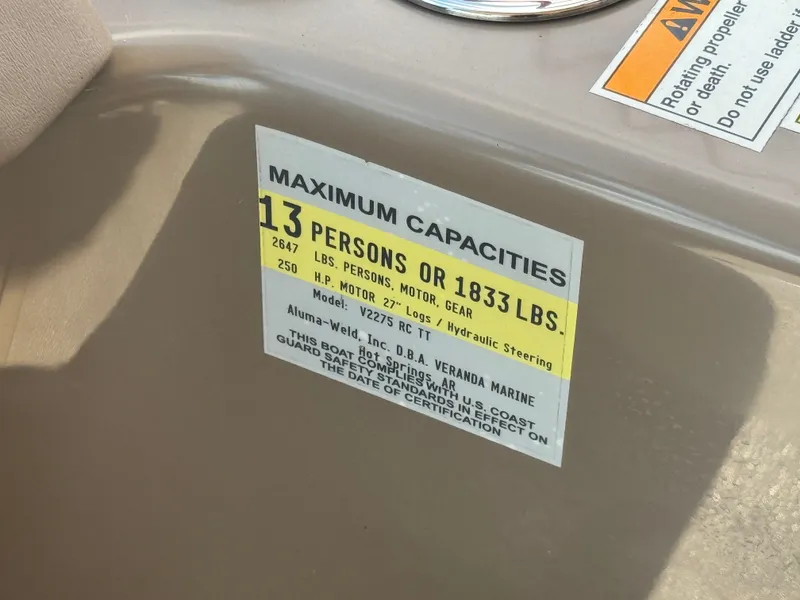 MAXIMUM CAPACITIES
13 PERSONS OR 1833 LBS.
2647 LBS. PERSONS, MOTOR, GEAR
250 H.P. MOTOR 27" Logs / Hydraulic Steering
Model: V2275 RC TT
Aluma-Weld, Inc. D.B.A. VERANDA MARINE
Hot Springs, AR
THIS BOAT COMPLIES WITH U.S. COAST
GUARD SAFETY STANDARDS IN EFFECT ON
THE DATE OF CERTIFICATION
Rotating propeller
or death.
Do not use ladder if